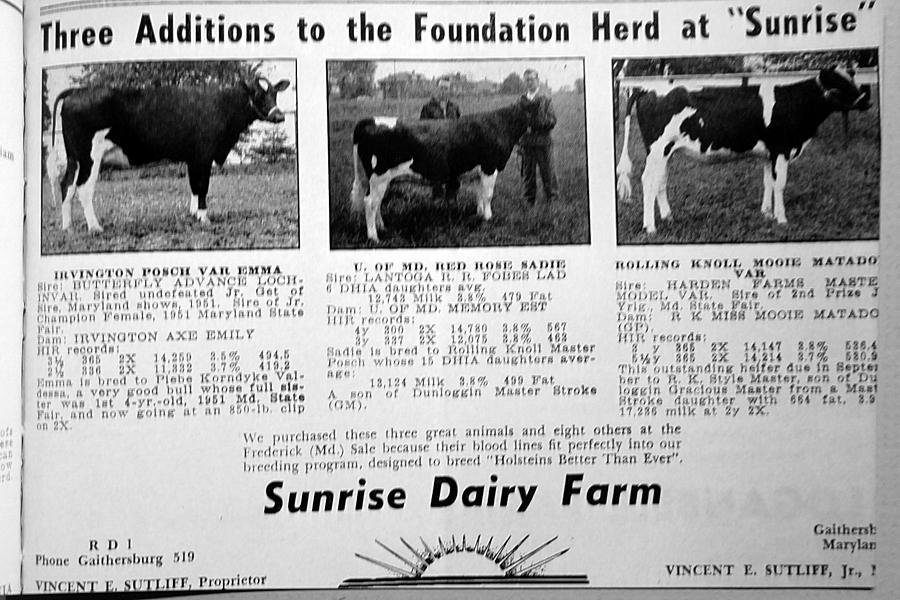 Three Additions to the Foundation Herd at "Sunrise"
IRVINGTON POSCH VAR EMMA
Sire: BUTTERFLY ADVANCE LOCH-
INVAR. Sired undefeated Jr. Get of
Sire, Maryland shows, 1951. Sire of Jr.
Champion Female, 1951 Maryland State
Fair.
Dam: IRVINGTON AXE EMILY
HIR records:
3½ 365 2X 14,259 3.5% 494.5
2½ 336 2X 11,332 3.7% 419.2
Emma is bred to Piebe Korndyke Val-
dessa, a very good bull whose full sis-
ter was 1st 4-yr.-old, 1951 Md. State
Fair, and now going at an 850-lb. clip
on 2X.
U. OF MD. RED ROSE SADIE
Sire: LANTOGA R. R. FOBES LAD
6 DHIA daughters avg.
12,743 Milk 3.8% 479 Fat
Dam: U. OF MD. MEMORY EST
HIR records:
4y 300 2X 14,780 3.8% 567
3y 337 2X 12,075 3.8% 463
Sadie is bred to Rolling Knoll Master
Posch whose 15 DHIA daughters aver-
age:
13,124 Milk 3.8% 499 Fat
A son of Dunloggin Master Stroke
(GM).
ROLLING KNOLL MOOIE MATADO
VAR
Sire: HARDEN FARMS MASTE
MODEL VAR. Sire of 2nd Prize J
Yrlg., Md. State Fair.
Dam: R K MISS MOOIE MATADO
(GP).
HIR records:
3 y 365 2X 14,147 3.8% 536.4
5½y 365 2X 14,214 3.7% 530.9
This outstanding heifer due in Septe
ber to R. K. Style Master, son of Du
loggin Gracious Master from a Mast
Stroke daughter with 664 fat, 3.9
17,236 milk at 2y 2X.
We purchased these three great animals and eight others at the
Frederick (Md.) Sale because their blood lines fit perfectly into our
breeding program, designed to breed "Holsteins Better Than Ever".
Sunrise Dairy Farm
R D 1
Phone Gaithersburg 519
VINCENT E. SUTLIFF, Proprietor
Gaithersb
Marylan
VINCENT E. SUTLIFF, Jr.,